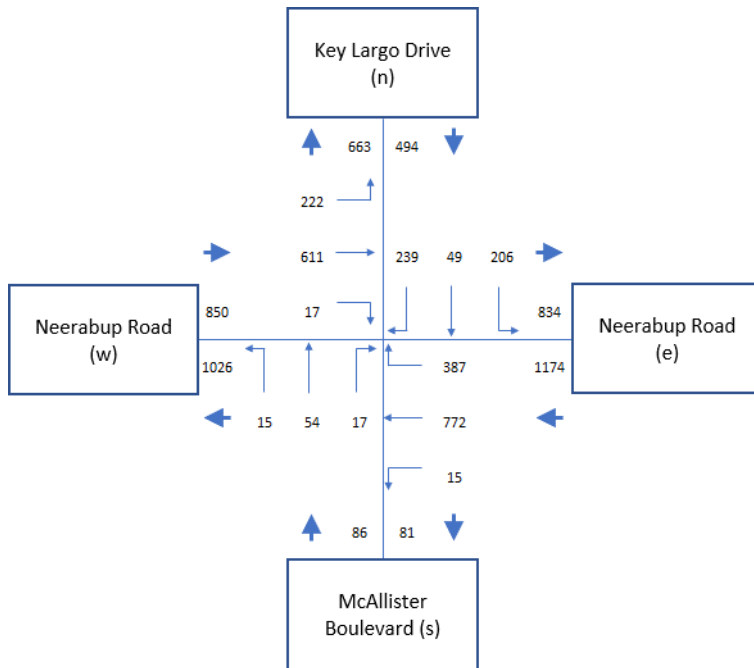 Key Largo Drive
(n)
663 494
222
611 239 49 206
850 17 834
Neerabup Road
(w)
Neerabup Road
(e)
1026 387 1174
15 54 17 772
15
86 81
McAllister
Boulevard (s)